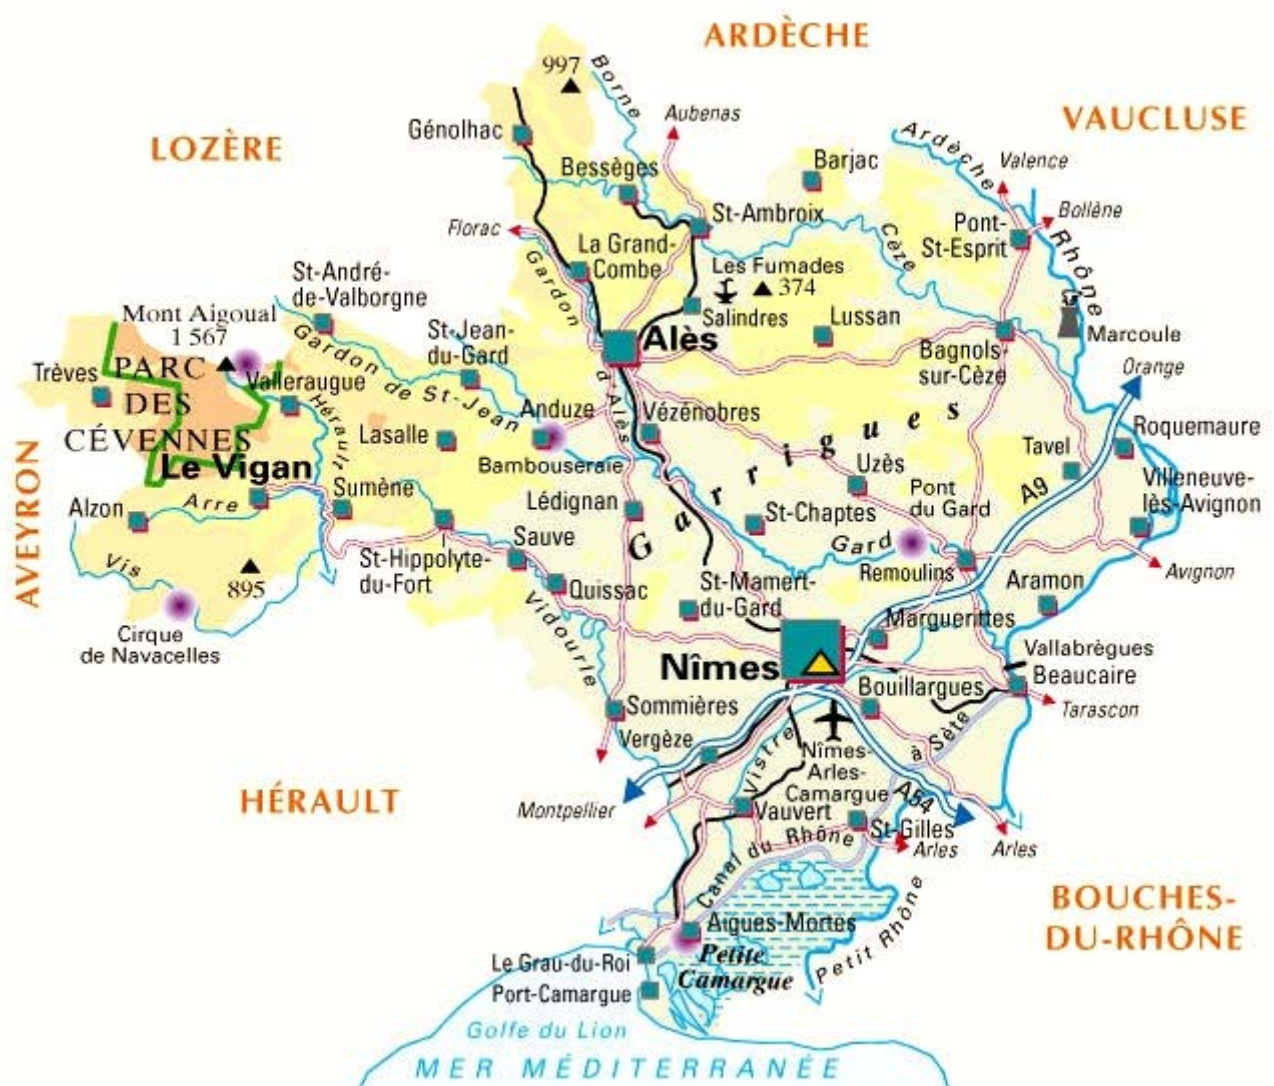 ARDÈCHE
997
Borne
Aubenas
VAUCLUSE
Génolhac
LOZÈRE
Ardèche
Valence
Bessèges
Barjac
Bollène
Florac
St-Ambroix
Pont-
St-Esprit
Rhône
Cèze
La Grand-
Combe
Gardon
d'Alès
St-André-
de-Valborgne
Les Fumades
374
Mont Aigoual
1 567
Salindres
Lussan
Marcoule
St-Jean-
du-Gard
Gardon de St-Jean
Alès
Bagnols-
sur-Cèze
Orange
Trèves
PARC
DES
CÉVENNES
Valleraugue
Hérault
Anduze
Vézénobres
Lasalle
Bambouseraie
Garrigues
Uzès
Tavel
Roquemaure
Villeneuve-
lès-Avignon
AVEYRON
Le Vigan
Alzon
Arre
Sumène
Lédignan
St-Chaptes
Pont
du Gard
A9
Gard
Remoulins
Avignon
Sauve
St-Hippolyte-
du-Fort
Vis
895
Quissac
St-Mamert-
du-Gard
Aramon
Cirque
de Navacelles
Vidourle
Marguerittes
Nîmes
Vallabrègues
Beaucaire
Bouillargues
Tarascon
Sommières
Vergèze
à Sète
Vistre
Nîmes-
Arles-
Camargue
A54
HÉRAULT
Montpellier
Vauvert
St-Gilles
Arles
Arles
Canal du Rhône
BOUCHES-
DU-RHÔNE
Petit Rhône
Aigues-Mortes
Petite
Camargue
Le Grau-du-Roi
Port-Camargue
Golfe du Lion
MER MÉDITERRANÉE